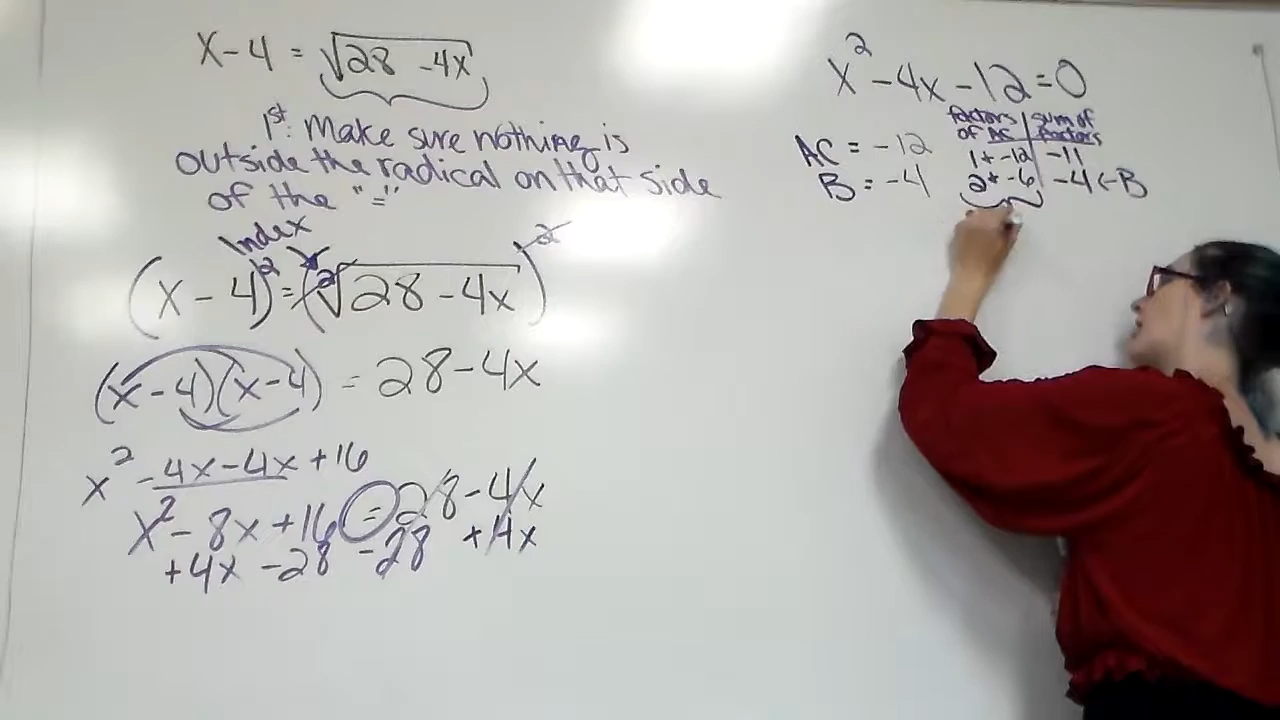 x - 4 = √28 - 4x
1st: Make sure nothing is
outside the radical on that side
of the "="
Index
(x - 4)² = (²√28 - 4x)²
(x - 4)(x - 4) = 28 - 4x
x² - 4x - 4x + 16
x² - 8x + 16 = 28 - 4x
+4x - 28 - 28 + 4x
x² - 4x - 12 = 0
factors of AC | sum of factors
AC = -12
B = -4
1 * -12 | -11
2 * -6 | -4 ← B